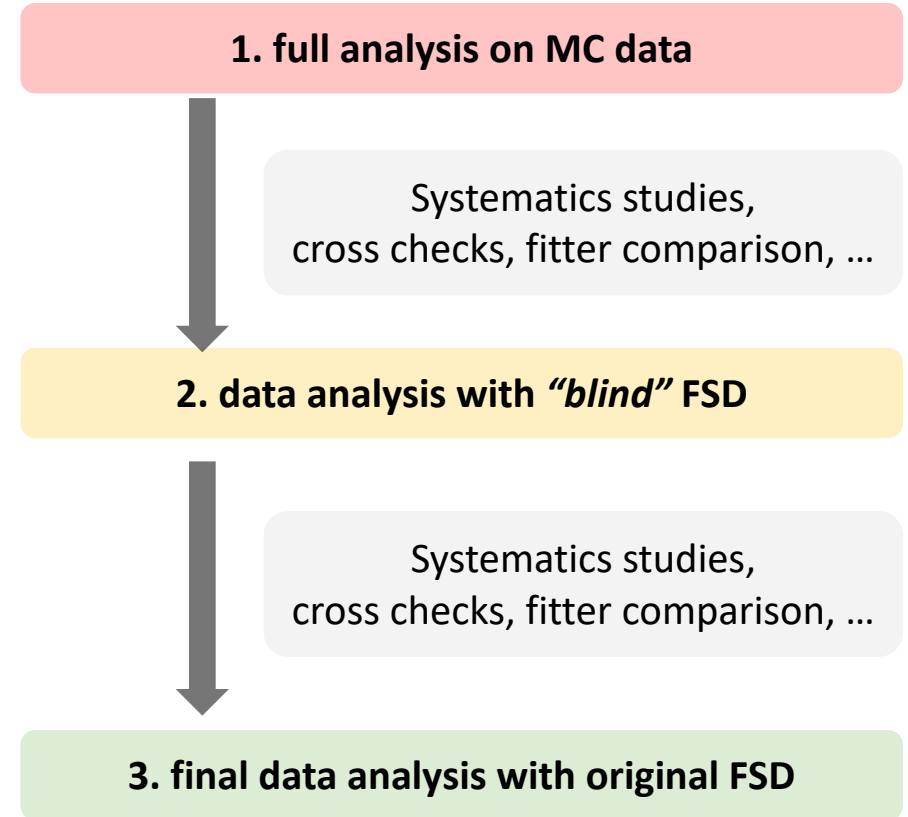 1. full analysis on MC data
Systematics studies,
cross checks, fitter comparison, …
2. data analysis with “blind” FSD
Systematics studies,
cross checks, fitter comparison, …
3. final data analysis with original FSD